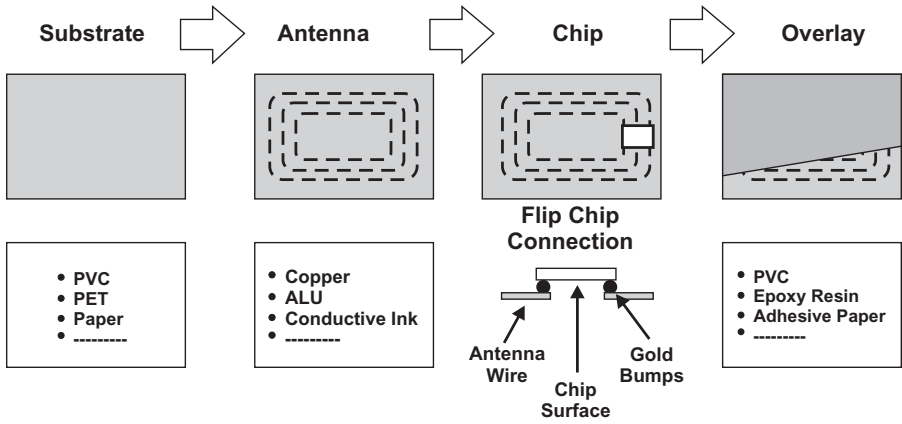 Substrate
Antenna
Chip
Overlay
Flip Chip
Connection
• PVC
• PET
• Paper
• ---------
• Copper
• ALU
• Conductive Ink
• ---------
Antenna
Wire
Chip
Surface
Gold
Bumps
• PVC
• Epoxy Resin
• Adhesive Paper
• ---------